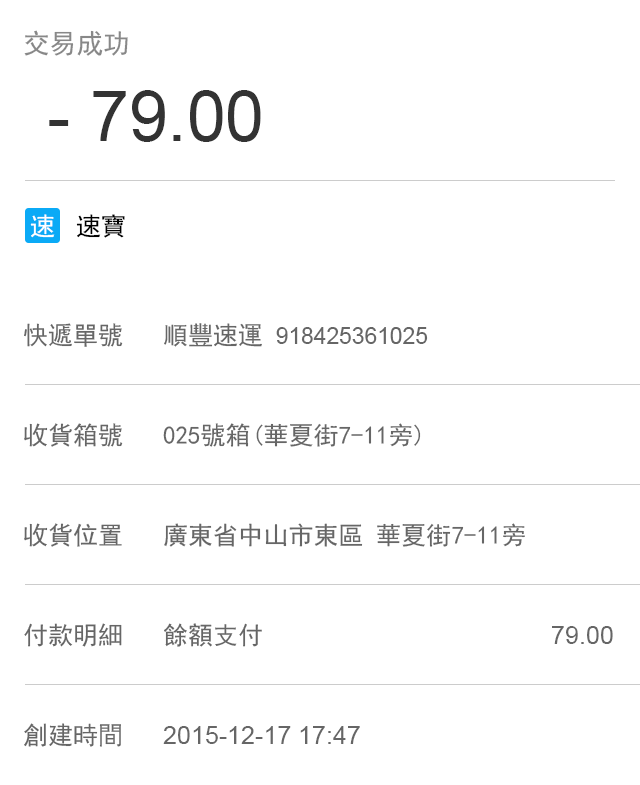 交易成功
- 79.00
速 速寶
快遞單號 順豐速運 918425361025
收貨箱號 025號箱(華夏街7-11旁)
收貨位置 廣東省中山市東區 華夏街7-11旁
付款明細 餘額支付 79.00
創建時間 2015-12-17 17:47